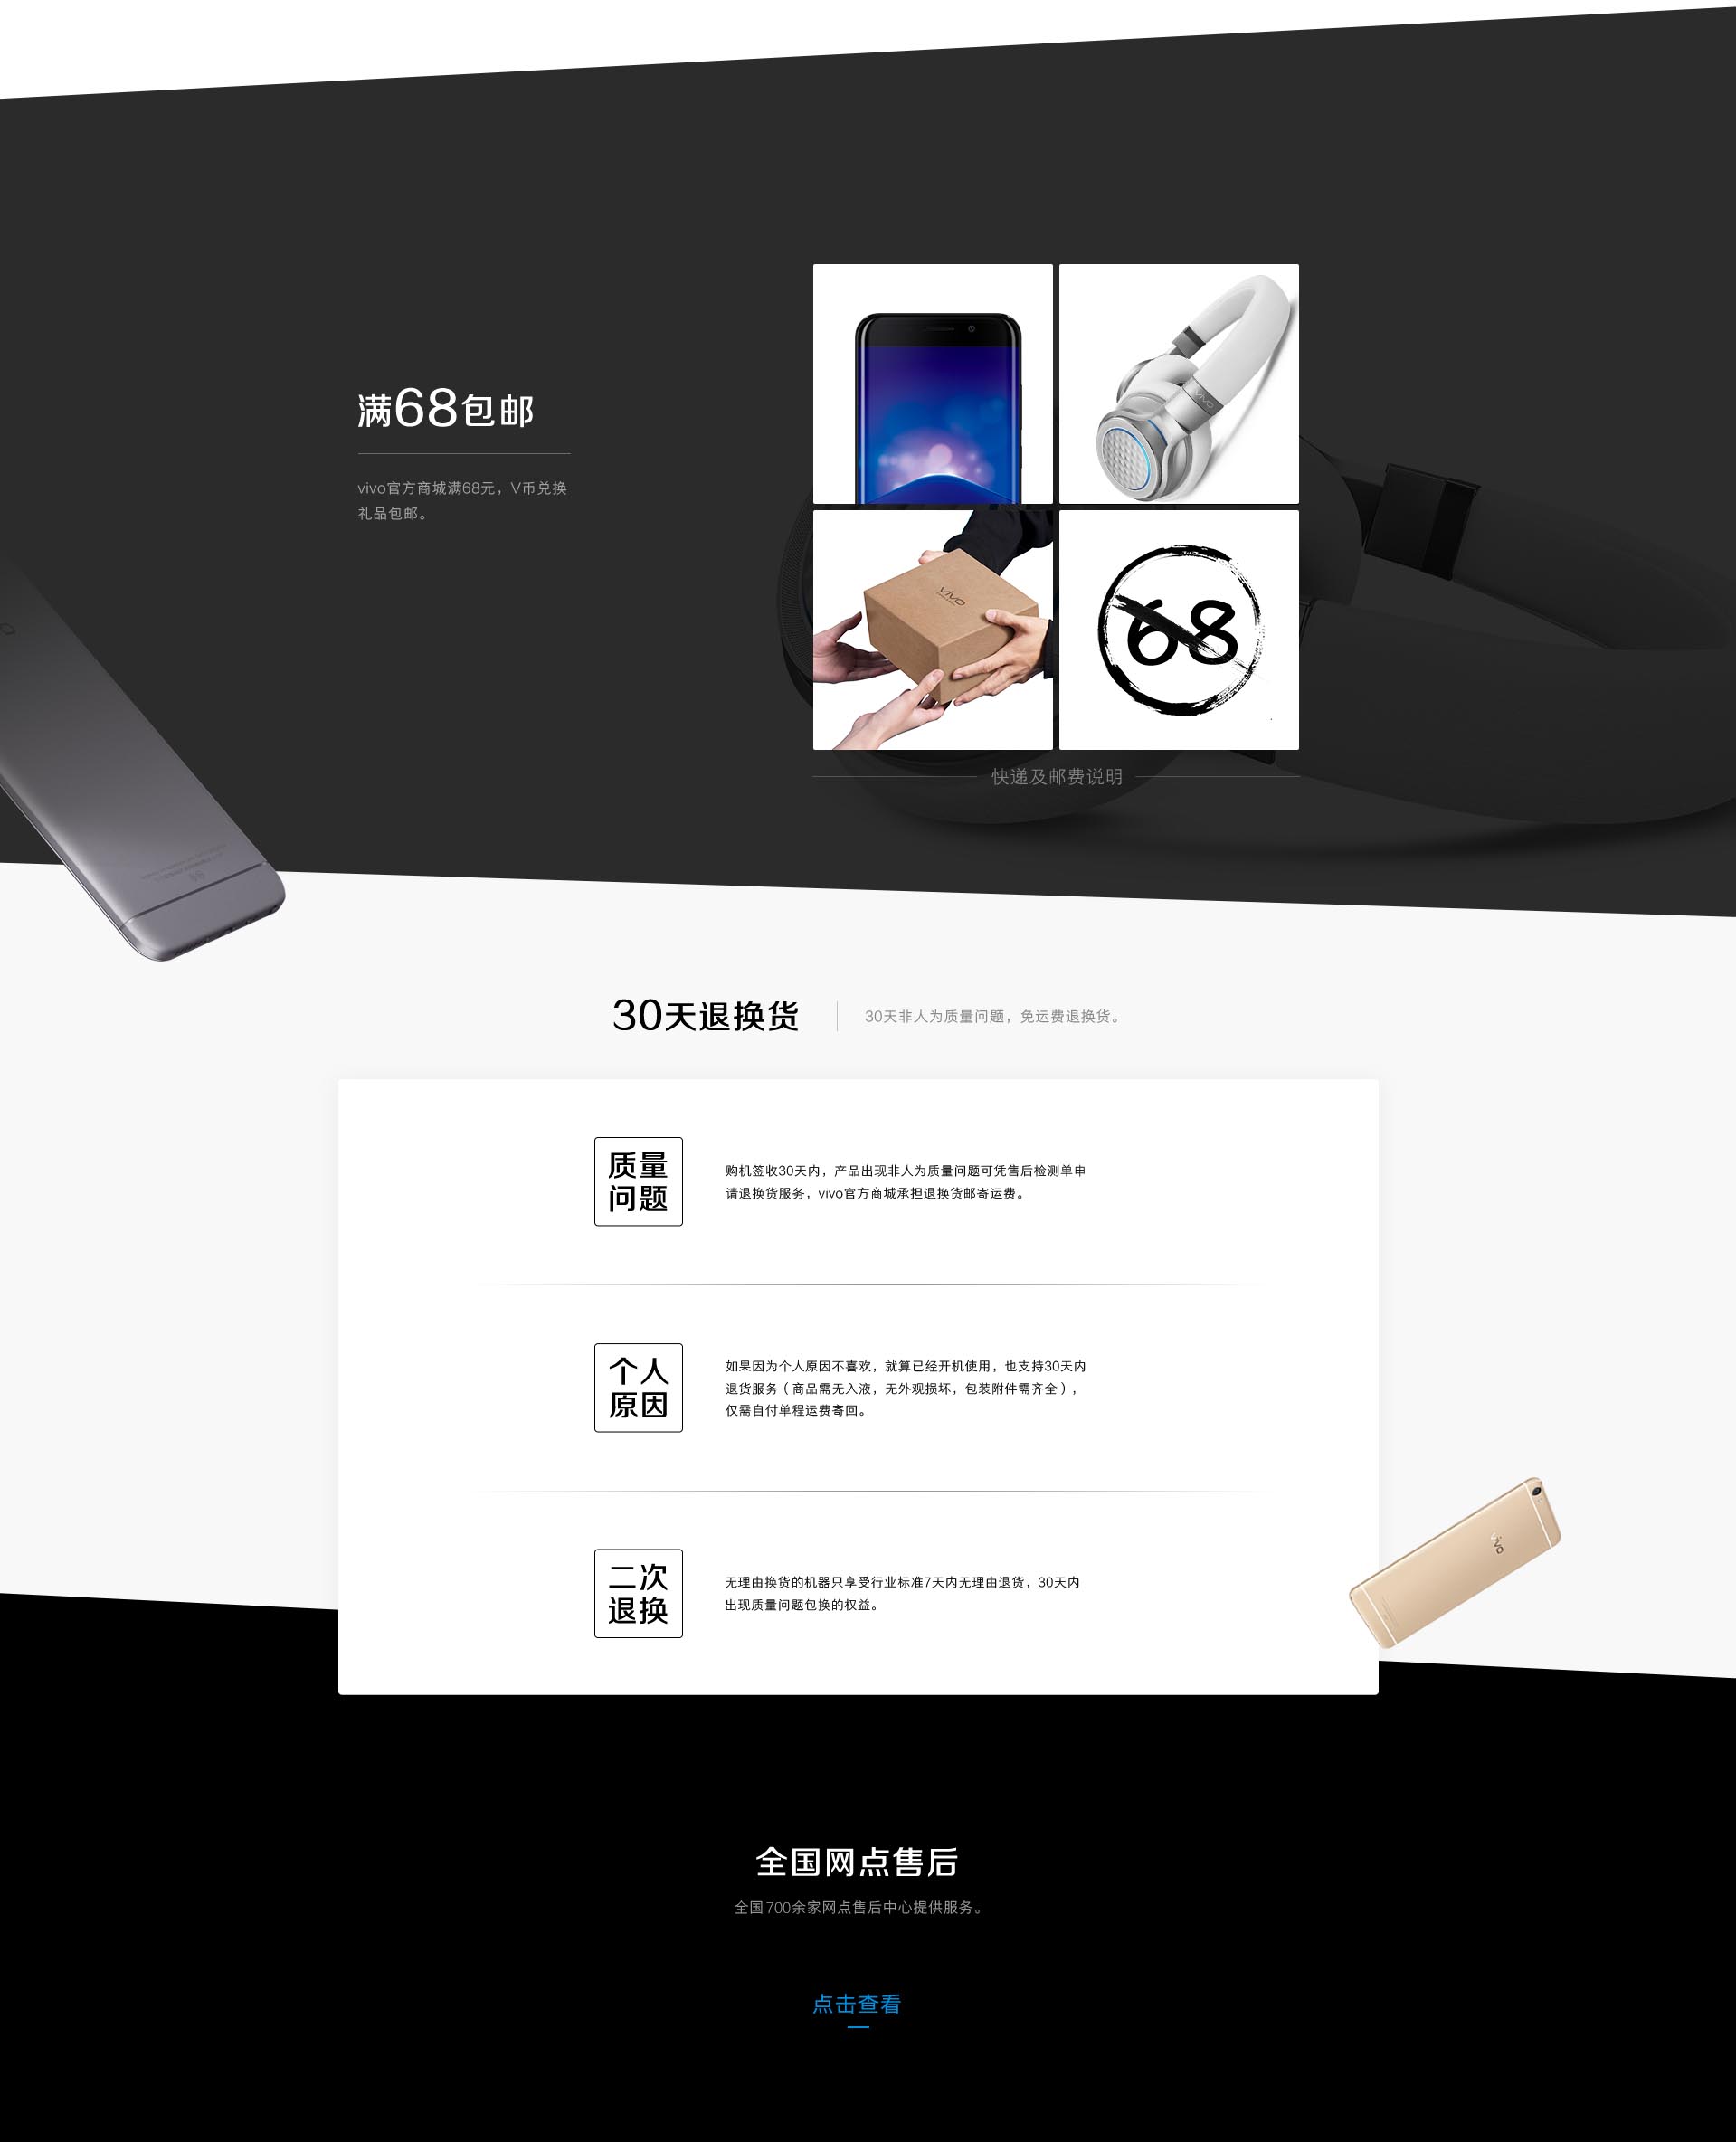 满68包邮
vivo官方商城满68元，V币兑换
礼品包邮。
vivo
vivo
68
快递及邮费说明
30天退换货
30天非人为质量问题，免运费退换货。
质量
问题
购机签收30天内，产品出现非人为质量问题可凭售后检测单申
请退换货服务，vivo官方商城承担退换货邮寄运费。
个人
原因
如果因为个人原因不喜欢，就算已经开机使用，也支持30天内
退货服务（商品需无入液，无外观损坏，包装附件需齐全），
仅需自付单程运费寄回。
vivo
二次
退换
无理由换货的机器只享受行业标准7天内无理由退货，30天内
出现质量问题包换的权益。
全国网点售后
全国700余家网点售后中心提供服务。
点击查看